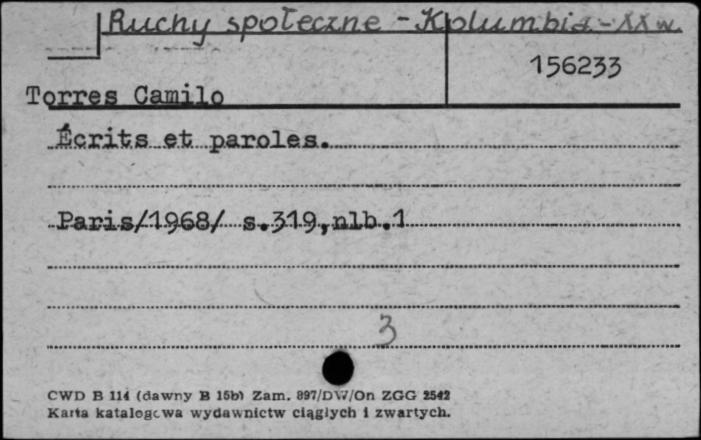 Ruchy społeczne - Kolumbia - XX w.
156233
Torres Camilo
Écrits et paroles.
Paris/1968/ s.319,nlb.1
3
CWD B 114 (dawny B 15b) Zam. 897/DW/On ZGG 2542
Karta katalogowa wydawnictw ciągłych i zwartych.